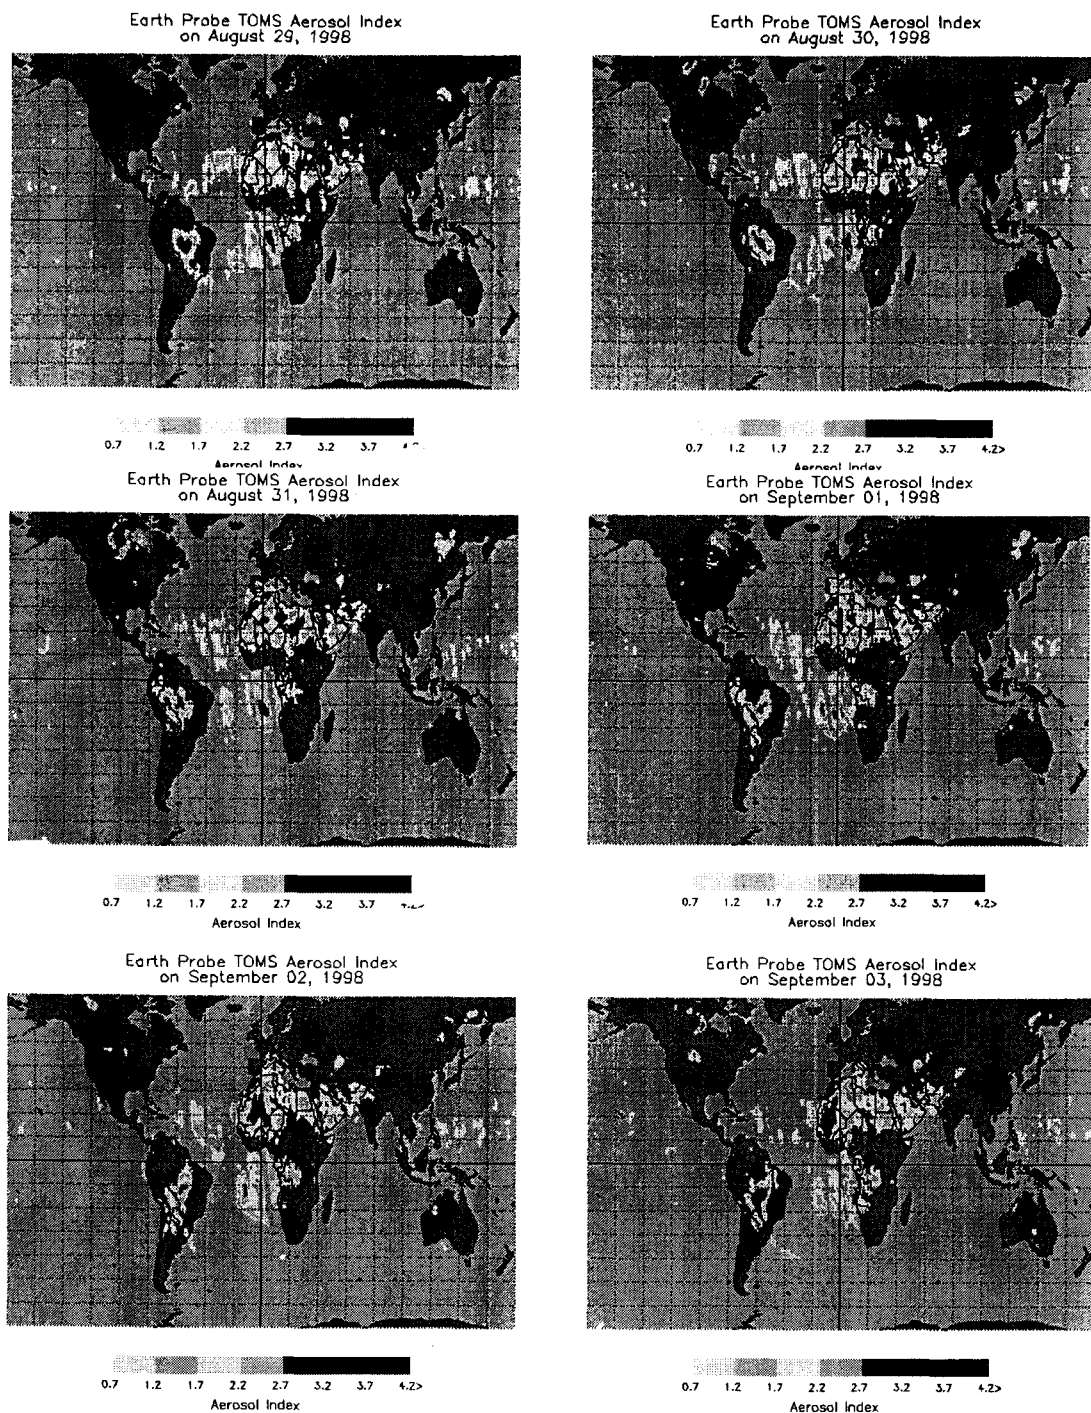 Earth Probe TOMS Aerosol Index
on August 29, 1998
0.7 1.2 1.7 2.2 2.7 3.2 3.7
Aerosol Index
Earth Probe TOMS Aerosol Index
on August 30, 1998
0.7 1.2 1.7 2.2 2.7 3.2 3.7 4.2>
Aerosol Index
Earth Probe TOMS Aerosol Index
on August 31, 1998
0.7 1.2 1.7 2.2 2.7 3.2 3.7
Aerosol Index
Earth Probe TOMS Aerosol Index
on September 01, 1998
0.7 1.2 1.7 2.2 2.7 3.2 3.7 4.2>
Aerosol Index
Earth Probe TOMS Aerosol Index
on September 02, 1998
0.7 1.2 1.7 2.2 2.7 3.2 3.7 4.2>
Aerosol Index
Earth Probe TOMS Aerosol Index
on September 03, 1998
0.7 1.2 1.7 2.2 2.7 3.2 3.7 4.2>
Aerosol Index